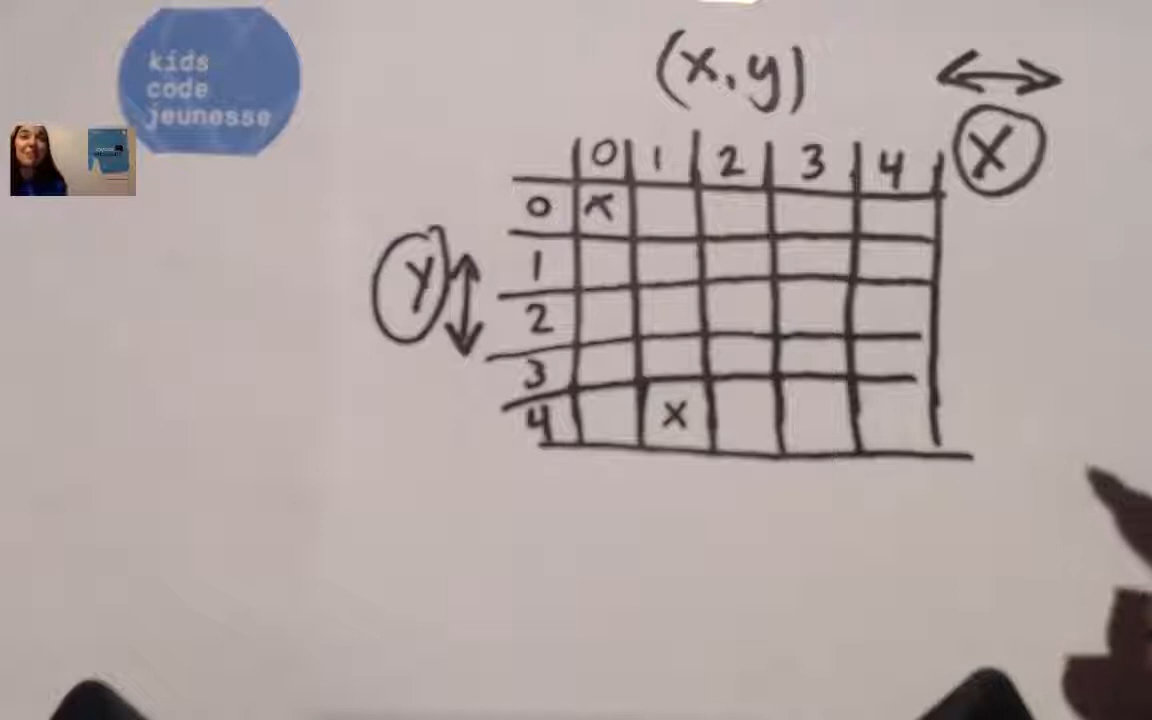 kids
code
jeunesse
(x,y)
X
0 1 2 3 4
0 x
1
Y
2
3
4 x